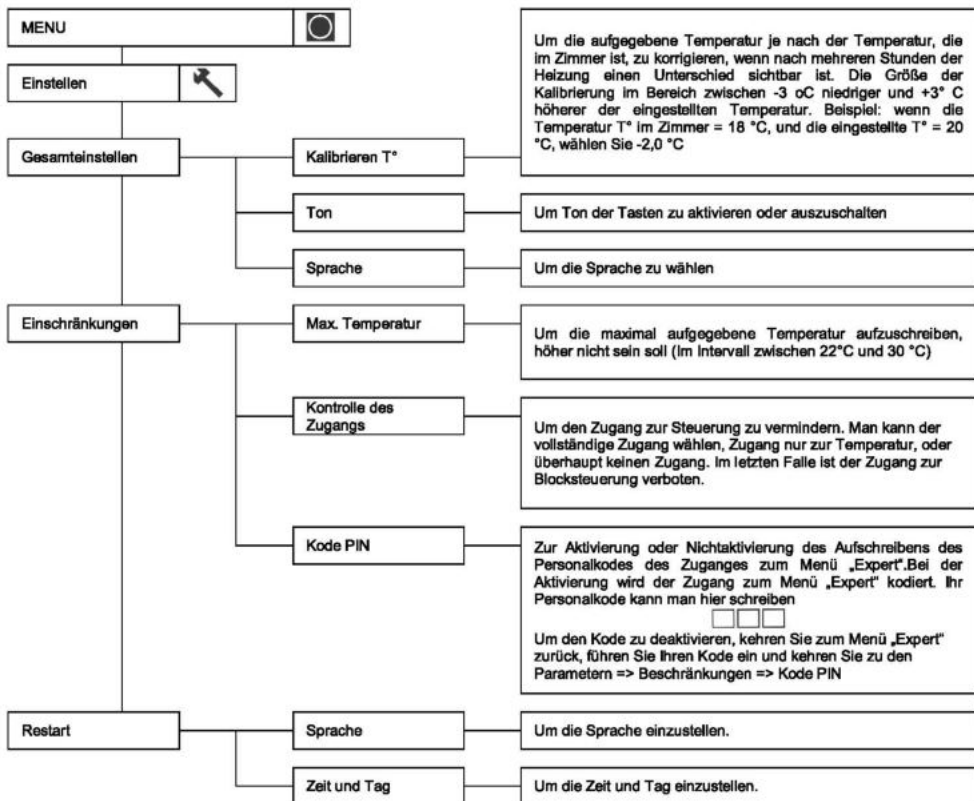 MENU
Einstellen
Gesamteinstellen
Kalibrieren T°
Um die aufgegebene Temperatur je nach der Temperatur, die
im Zimmer ist, zu korrigieren, wenn nach mehreren Stunden der
Heizung einen Unterschied sichtbar ist. Die Größe der
Kalibrierung im Bereich zwischen -3 oC niedriger und +3° C
höherer der eingestellten Temperatur. Beispiel: wenn die
Temperatur T° im Zimmer = 18 °C, und die eingestellte T° = 20
°C, wählen Sie -2,0 °C
Ton
Um Ton der Tasten zu aktivieren oder auszuschalten
Sprache
Um die Sprache zu wählen
Einschränkungen
Max. Temperatur
Um die maximal aufgegebene Temperatur aufzuschreiben,
höher nicht sein soll (Im Intervall zwischen 22°C und 30 °C)
Kontrolle des
Zugangs
Um den Zugang zur Steuerung zu vermindern. Man kann der
vollständige Zugang wählen, Zugang nur zur Temperatur, oder
überhaupt keinen Zugang. Im letzten Falle ist der Zugang zur
Blocksteuerung verboten.
Kode PIN
Zur Aktivierung oder Nichtaktivierung des Aufschreibens des
Personalkodes des Zuganges zum Menü „Expert".Bei der
Aktivierung wird der Zugang zum Menü „Expert" kodiert. Ihr
Personalkode kann man hier schreiben
Um den Kode zu deaktivieren, kehren Sie zum Menü „Expert"
zurück, führen Sie Ihren Kode ein und kehren Sie zu den
Parametern => Beschränkungen => Kode PIN
Restart
Sprache
Um die Sprache einzustellen.
Zeit und Tag
Um die Zeit und Tag einzustellen.